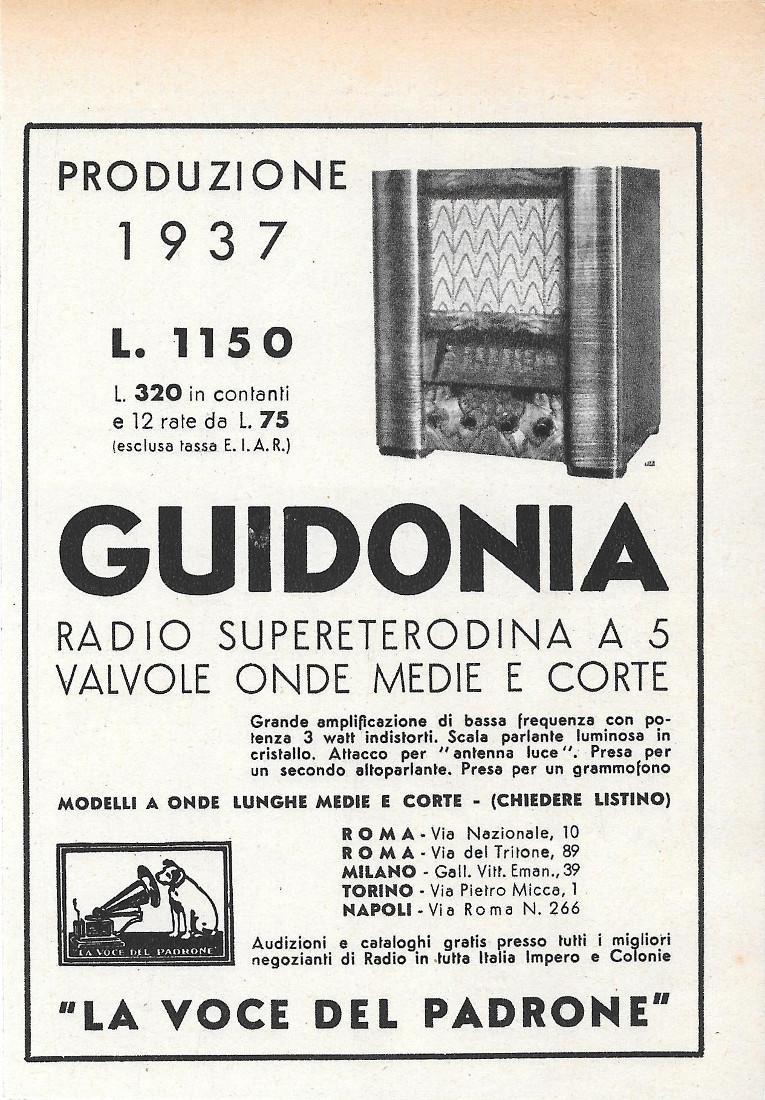 PRODUZIONE
1937
L. 1150
L. 320 in contanti
e 12 rate da L. 75
(esclusa tassa E.I.A.R.)
GUIDONIA
RADIO SUPERETERODINA A 5
VALVOLE ONDE MEDIE E CORTE
Grande amplificazione di bassa frequenza con po-
tenza 3 watt indistorti. Scala parlante luminosa in
cristallo. Attacco per "antenna luce". Presa per
un secondo altoparlante. Presa per un grammofono
MODELLI A ONDE LUNGHE MEDIE E CORTE - (CHIEDERE LISTINO)
ROMA - Via Nazionale, 10
ROMA - Via del Tritone, 89
MILANO - Gall. Vitt. Eman., 39
TORINO - Via Pietro Micca, 1
NAPOLI - Via Roma N. 266
"LA VOCE DEL PADRONE"
Audizioni e cataloghi gratis presso tutti i migliori
negozianti di Radio in tutta Italia Impero e Colonie
"LA VOCE DEL PADRONE"